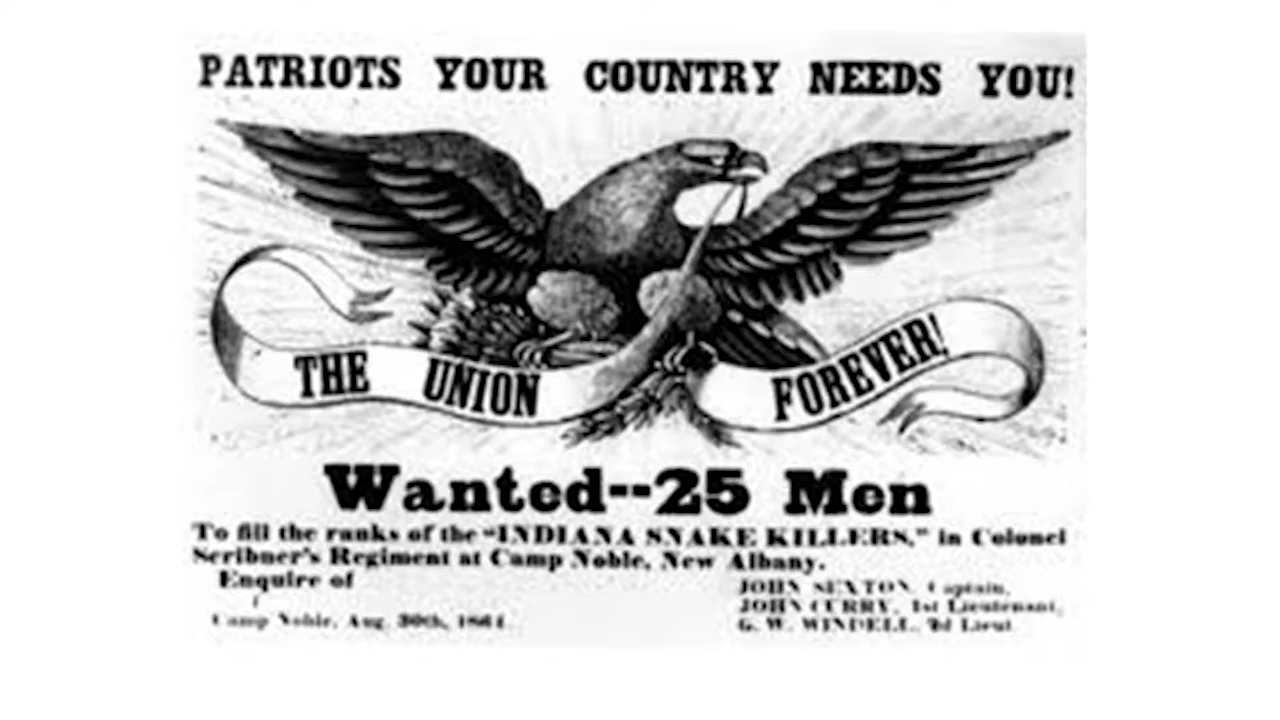 PATRIOTS YOUR COUNTRY NEEDS YOU!
THE UNION FOREVER!
Wanted--25 Men
To fill the ranks of the "INDIANA SNAKE KILLERS," in Colonel
Scribner's Regiment at Camp Noble, New Albany.
Enquire of
JOHN SEXTON, Captain,
JOHN CURRY, 1st Lieutenant,
G. W. WINDELL, 2d Lieut.
Camp Noble, Aug. 30th,